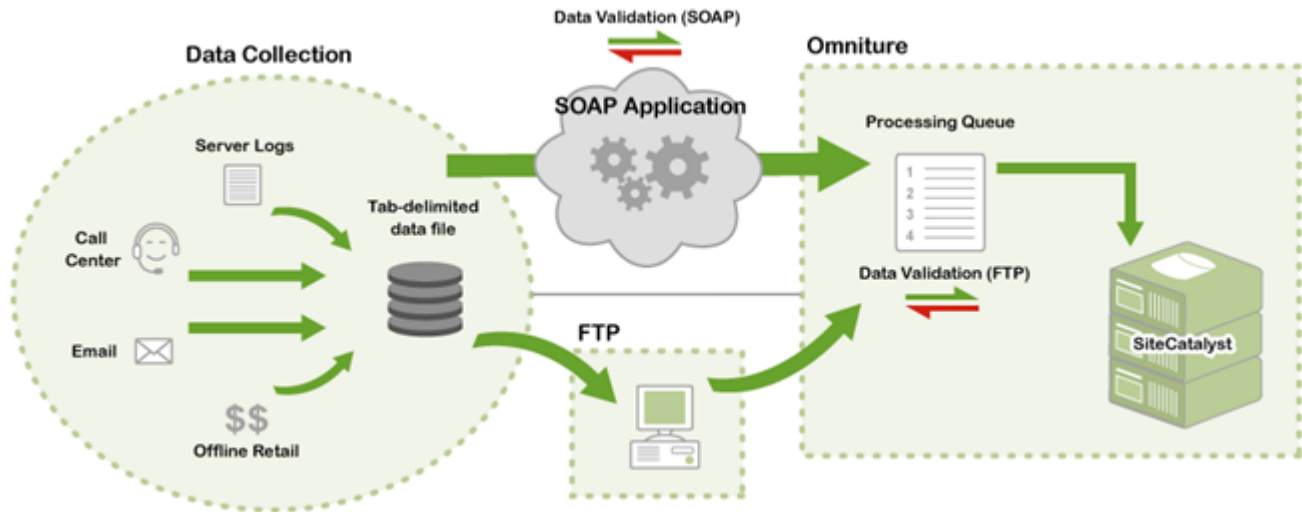 Data Validation (SOAP)
Data Collection
Omniture
SOAP Application
Processing Queue
Server Logs
1
2
3
4
Tab-delimited
data file
Call
Center
Data Validation (FTP)
FTP
Email
SiteCatalyst
$$
Offline Retail